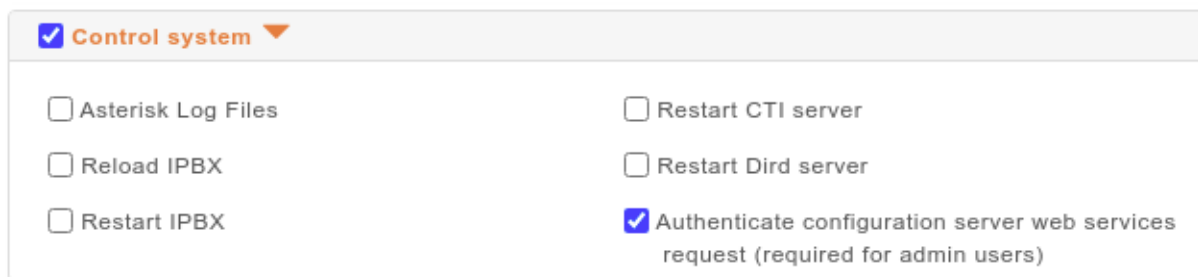 Control system
Asterisk Log Files
Restart CTI server
Reload IPBX
Restart Dird server
Restart IPBX
Authenticate configuration server web services
request (required for admin users)